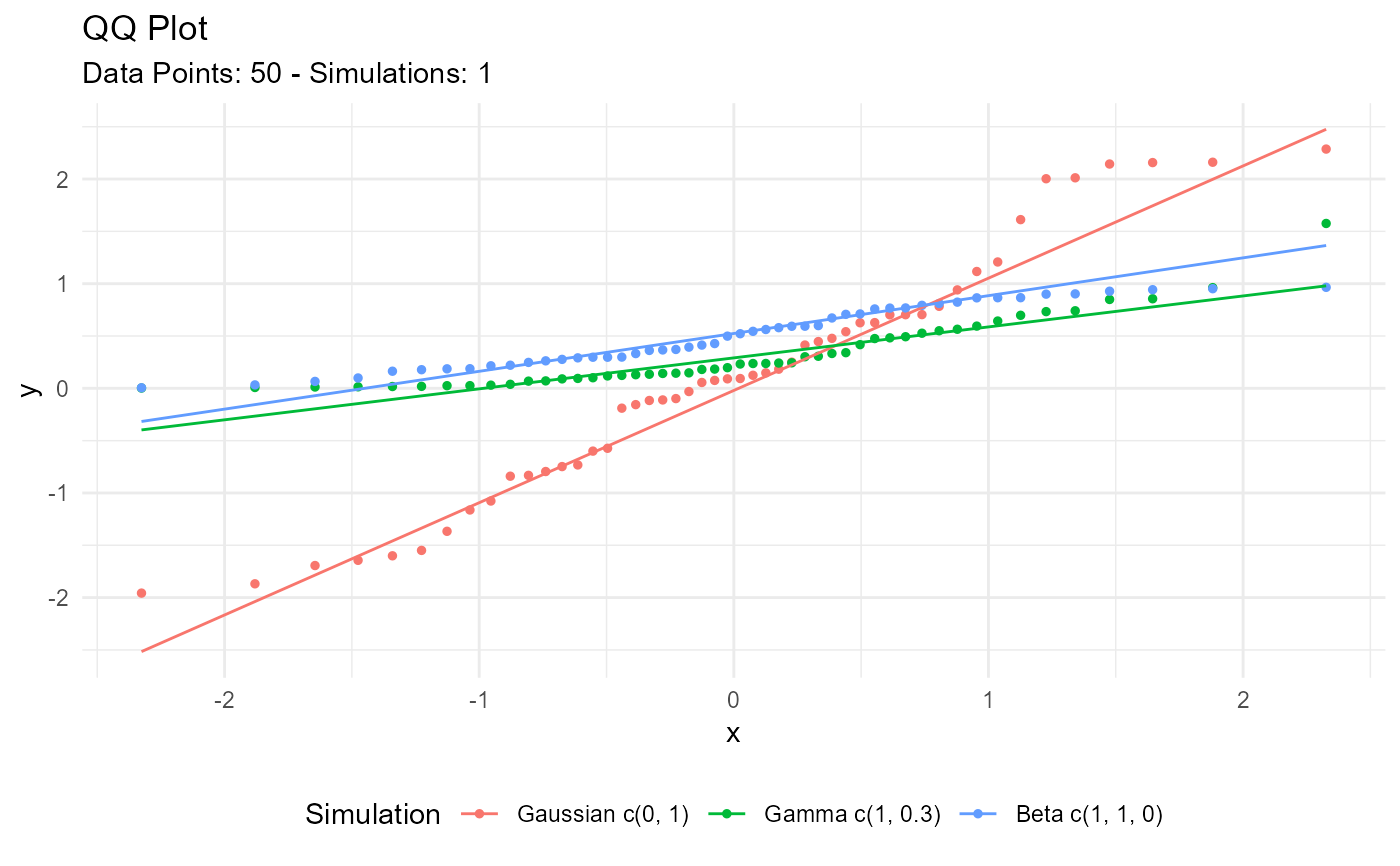 QQ Plot
Data Points: 50 - Simulations: 1
y
2
1
0
-1
-2
-2 -1 0 1 2
x
Simulation Gaussian c(0, 1) Gamma c(1, 0.3) Beta c(1, 1, 0)